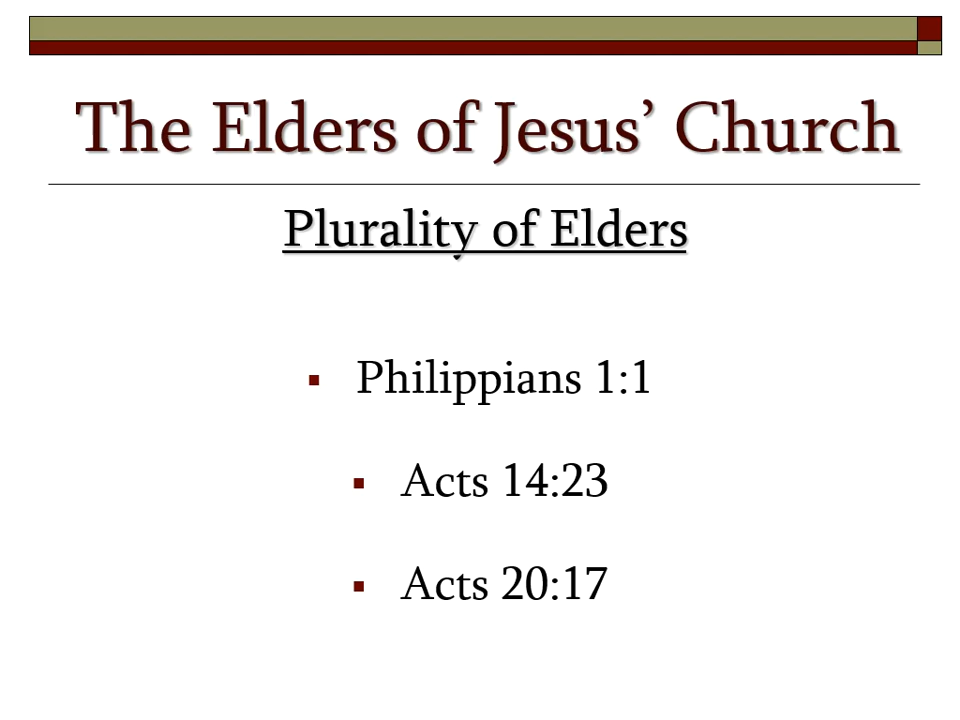 The Elders of Jesus’ Church
Plurality of Elders
▪ Philippians 1:1
▪ Acts 14:23
▪ Acts 20:17